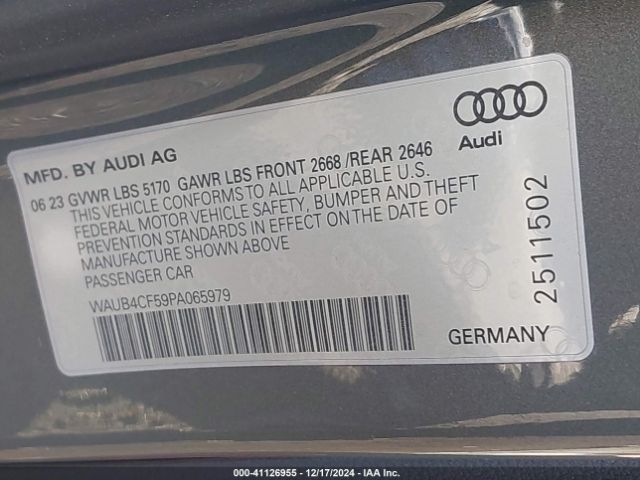 MFD. BY AUDI AG
Audi
06 23 GVWR LBS 5170 GAWR LBS FRONT 2668 /REAR 2646
THIS VEHICLE CONFORMS TO ALL APPLICABLE U.S.
FEDERAL MOTOR VEHICLE SAFETY, BUMPER AND THEFT
PREVENTION STANDARDS IN EFFECT ON THE DATE OF
MANUFACTURE SHOWN ABOVE
PASSENGER CAR
WAUB4CF59PA065979
2511502
GERMANY
000-41126955 - 12/17/2024 - IAA Inc.